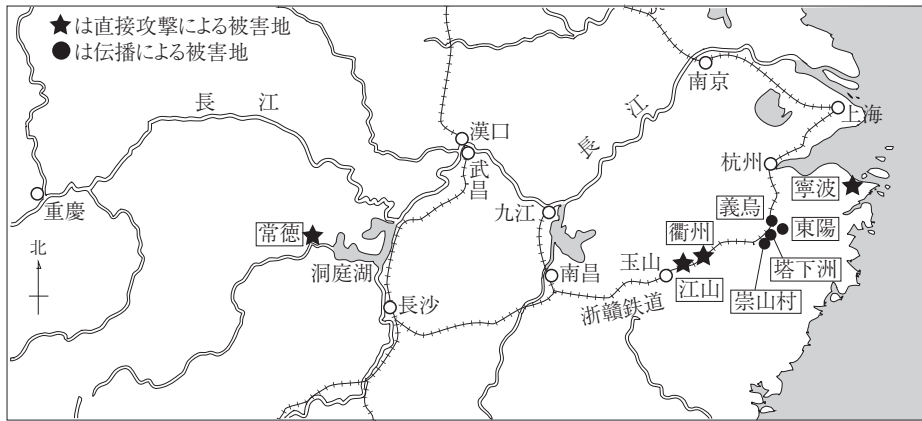 ★は直接攻撃による被害地
●は伝播による被害地
長江
重慶
北
常徳
洞庭湖
漢口
武昌
長沙
長江
九江
南昌
南京
上海
杭州
寧波
義烏
東陽
衢州
塔下洲
玉山
江山
崇山村
浙贛鉄道